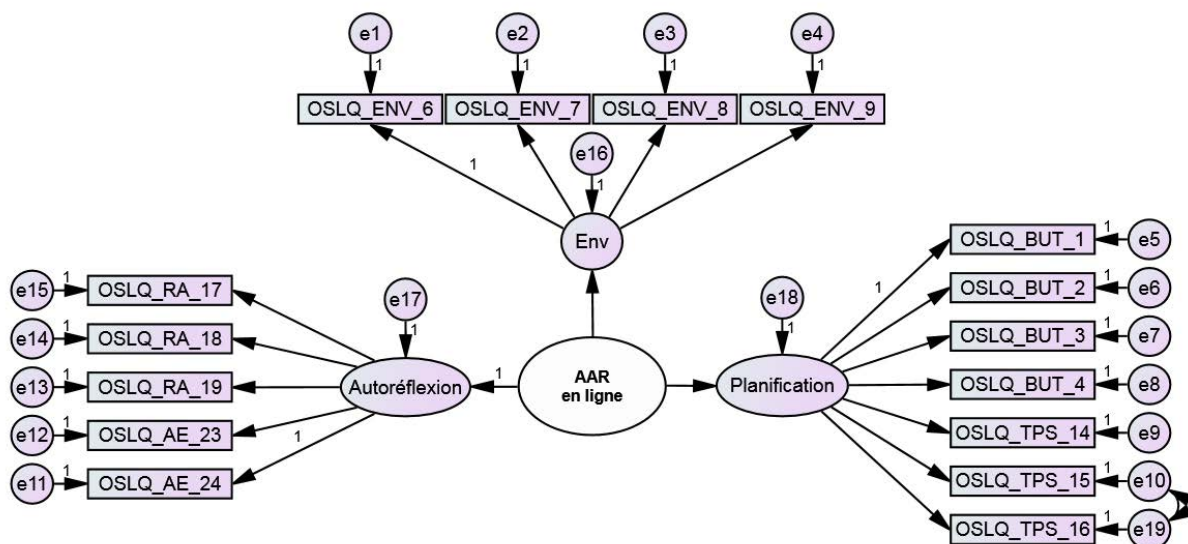 e1
e2
e3
e4
1
1
1
1
OSLQ_ENV_6
OSLQ_ENV_7
OSLQ_ENV_8
OSLQ_ENV_9
1
e16
1
Env
e15
1
OSLQ_RA_17
e14
1
OSLQ_RA_18
e13
1
OSLQ_RA_19
e12
1
OSLQ_AE_23
e11
1
OSLQ_AE_24
1
e17
1
Autoréflexion
1
AAR
en ligne
e18
1
Planification
1
OSLQ_BUT_1
1
e5
OSLQ_BUT_2
1
e6
OSLQ_BUT_3
1
e7
OSLQ_BUT_4
1
e8
OSLQ_TPS_14
1
e9
OSLQ_TPS_15
1
e10
OSLQ_TPS_16
1
e19